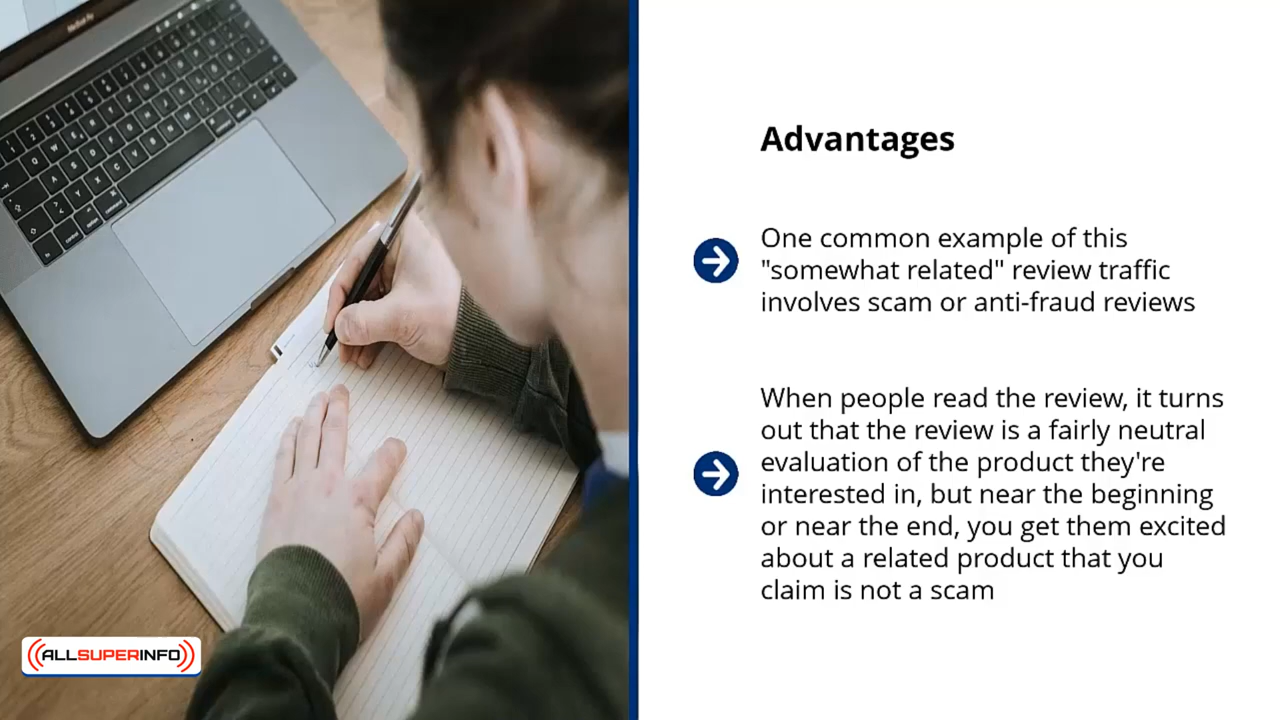 MacBook Air
Advantages
One common example of this
"somewhat related" review traffic
involves scam or anti-fraud reviews
When people read the review, it turns
out that the review is a fairly neutral
evaluation of the product they're
interested in, but near the beginning
or near the end, you get them excited
about a related product that you
claim is not a scam
ALLSUPERINFO